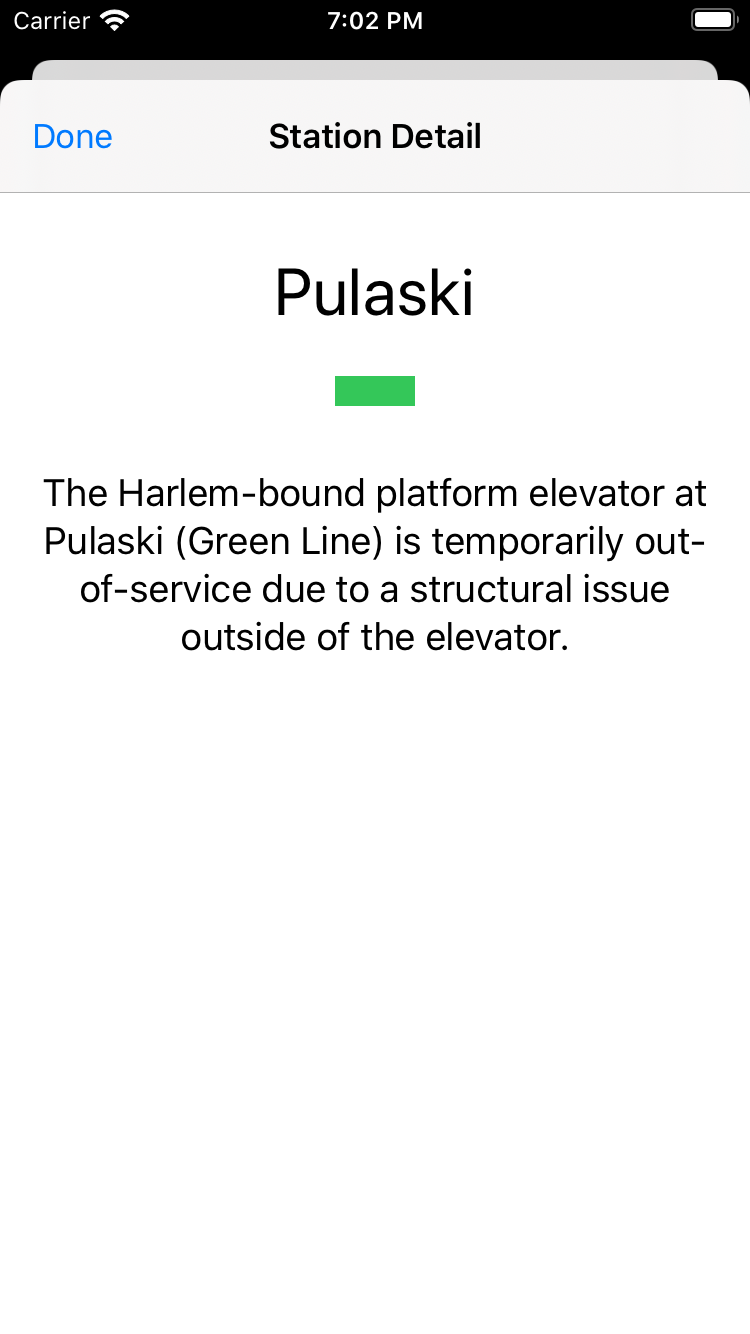 Carrier 7:02 PM
Done Station Detail
Pulaski
The Harlem-bound platform elevator at
Pulaski (Green Line) is temporarily out-
of-service due to a structural issue
outside of the elevator.